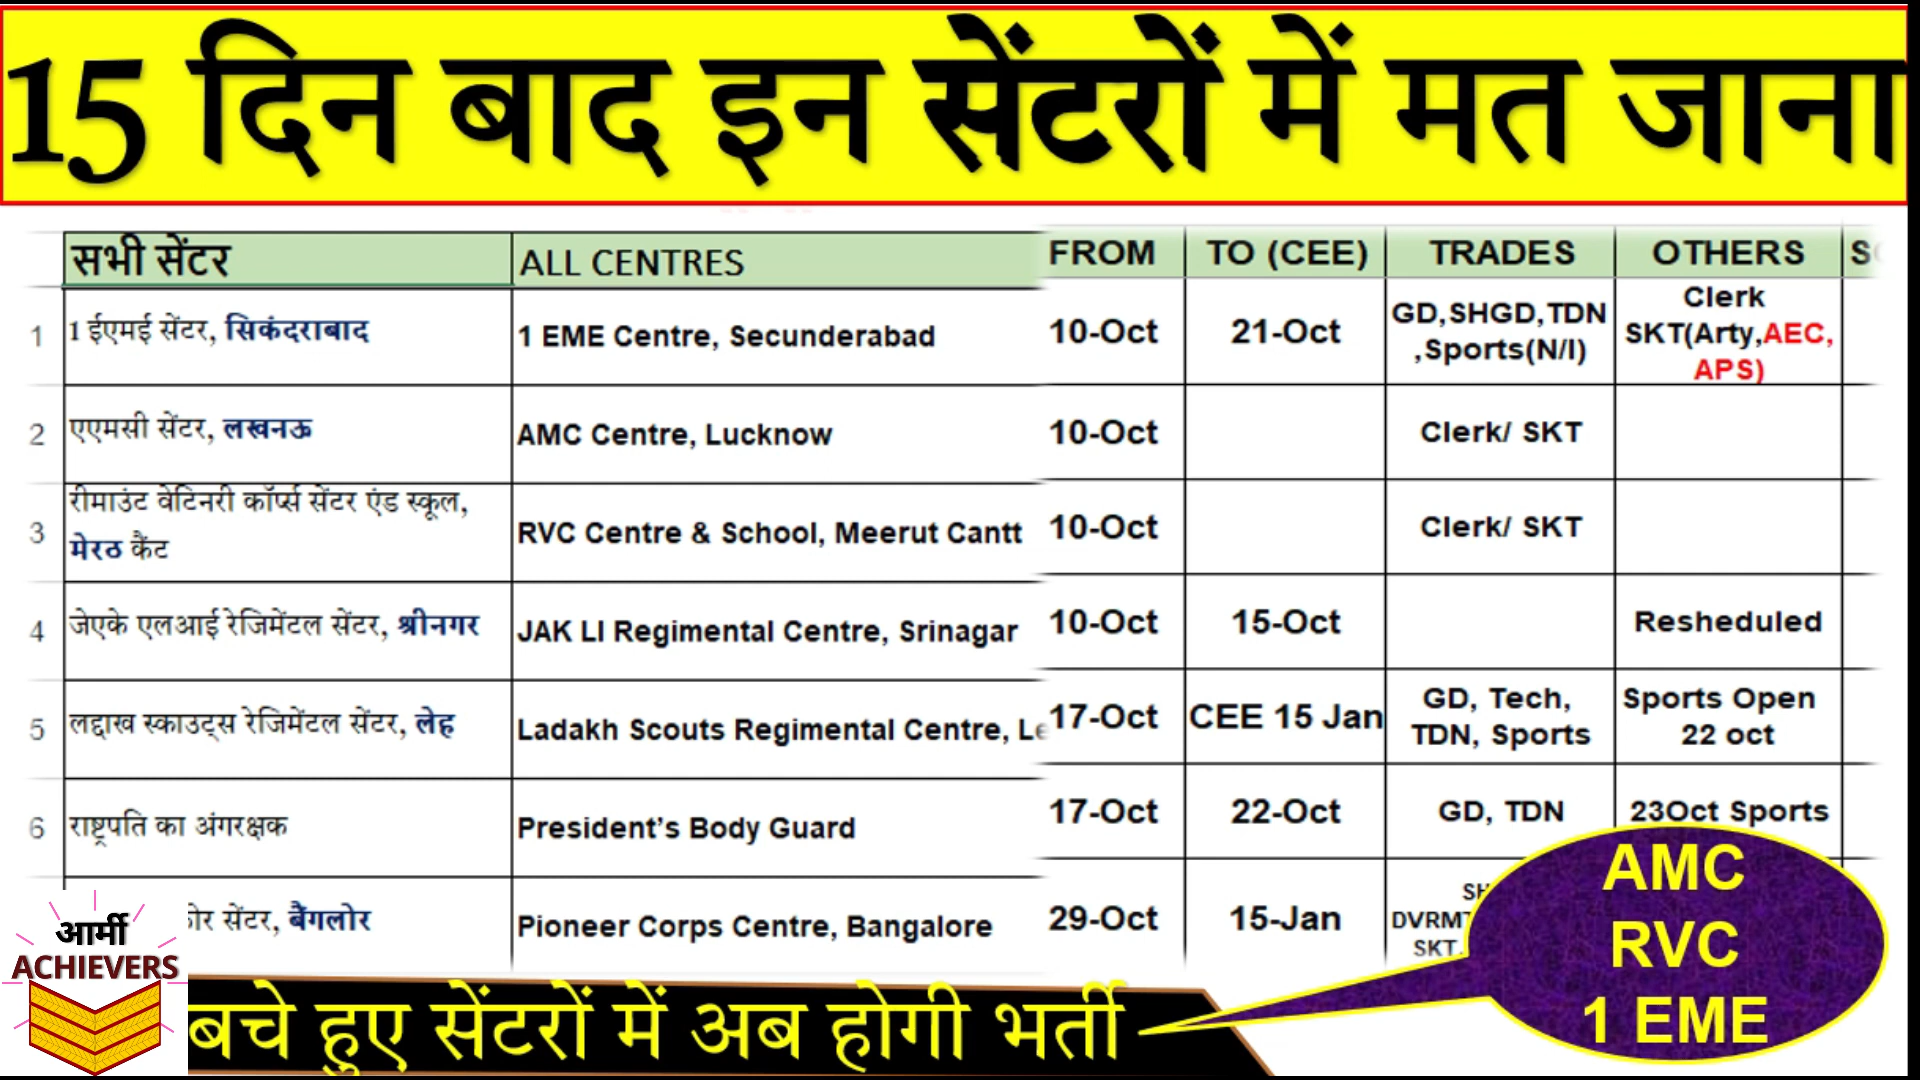 15 दिन बाद इन सेंटरों में मत जाना
सभी सेंटर ALL CENTRES FROM TO (CEE) TRADES OTHERS
1 1 ईएमई सेंटर, सिकंदराबाद 1 EME Centre, Secunderabad 10-Oct 21-Oct GD,SHGD,TDN ,Sports(N/I) Clerk SKT(Arty,AEC, APS)
2 एएमसी सेंटर, लखनऊ AMC Centre, Lucknow 10-Oct Clerk/ SKT
3 रीमाउंट वेटिनरी कॉर्प्स सेंटर एंड स्कूल, मेरठ कैंट RVC Centre & School, Meerut Cantt 10-Oct Clerk/ SKT
4 जेएके एलआई रेजिमेंटल सेंटर, श्रीनगर JAK LI Regimental Centre, Srinagar 10-Oct 15-Oct Resheduled
5 लद्दाख स्काउट्स रेजिमेंटल सेंटर, लेह Ladakh Scouts Regimental Centre, 17-Oct CEE 15 Jan GD, Tech, TDN, Sports Sports Open 22 oct
6 राष्ट्रपति का अंगरक्षक President's Body Guard 17-Oct 22-Oct GD, TDN 23Oct Sports
सेंटर, बैंगलोर Pioneer Corps Centre, Bangalore 29-Oct 15-Jan SKT
आर्मी
ACHIEVERS
बचे हुए सेंटरों में अब होगी भर्ती
AMC
RVC
1 EME